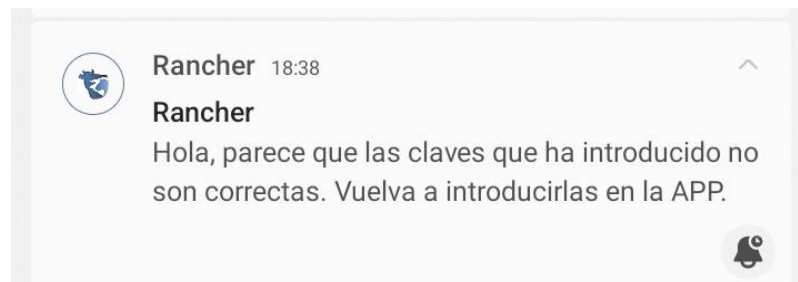 Rancher 18:38
Rancher
Hola, parece que las claves que ha introducido no
son correctas. Vuelva a introducirlas en la APP.